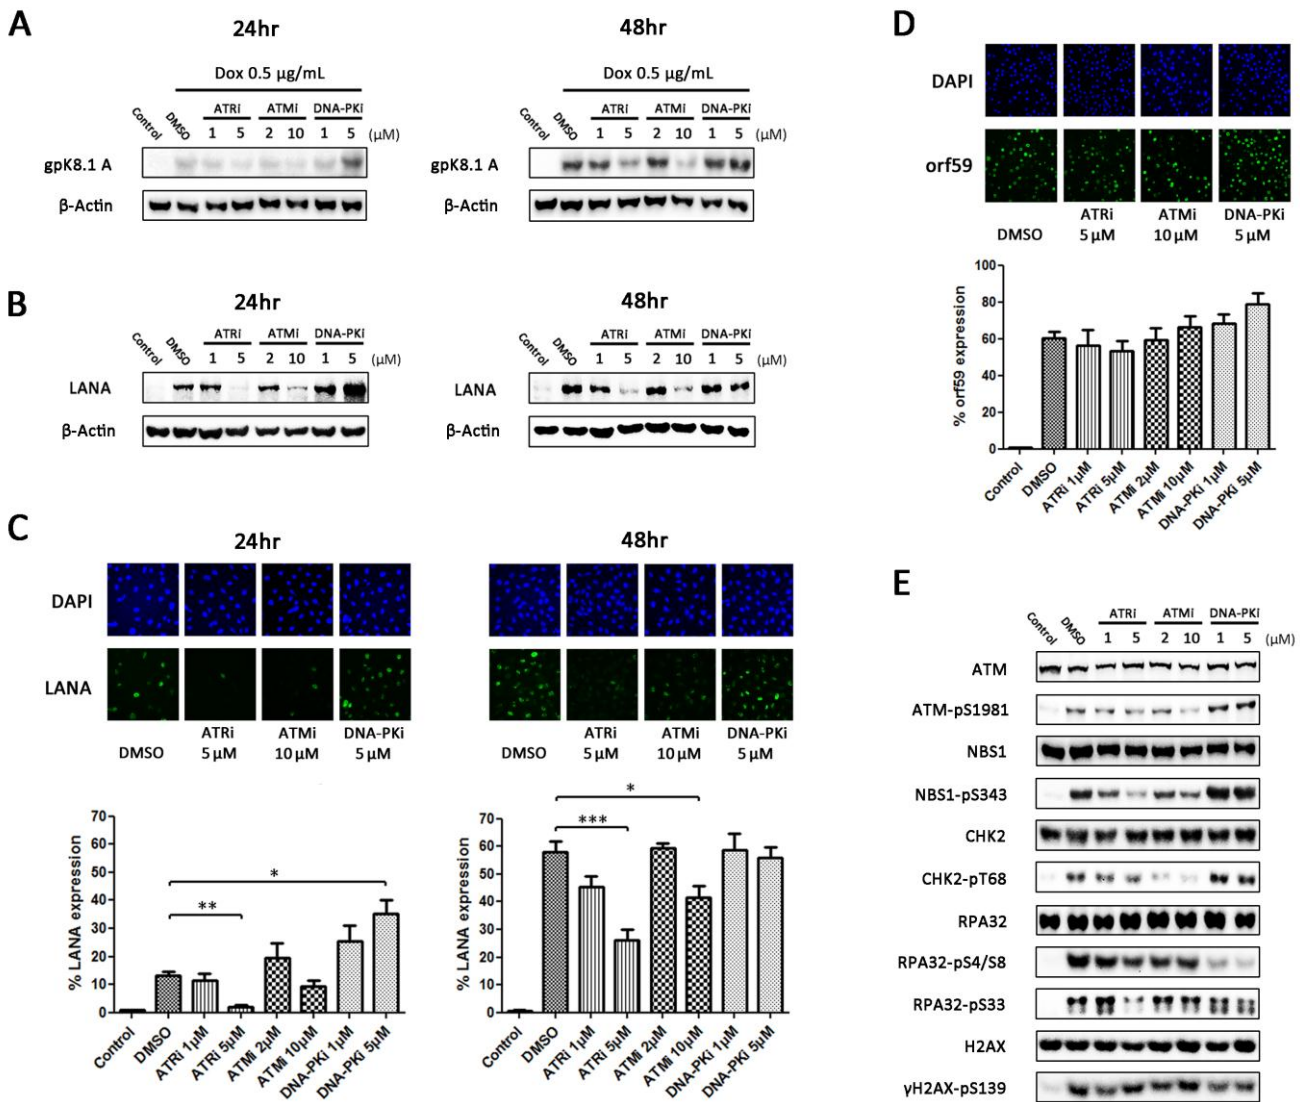 A
24hr
Dox 0.5 µg/mL
ATRi ATMi DNA-PKi
Control DMSO 1 5 2 10 1 5 (µM)
gpK8.1 A
β-Actin
48hr
Dox 0.5 µg/mL
ATRi ATMi DNA-PKi
Control DMSO 1 5 2 10 1 5 (µM)
gpK8.1 A
β-Actin
B
24hr
ATRi ATMi DNA-PKi
Control DMSO 1 5 2 10 1 5 (µM)
LANA
β-Actin
48hr
ATRi ATMi DNA-PKi
Control DMSO 1 5 2 10 1 5 (µM)
LANA
β-Actin
C
24hr
DAPI
LANA
DMSO ATRi 5 µM ATMi 10 µM DNA-PKi 5 µM
48hr
DMSO ATRi 5 µM ATMi 10 µM DNA-PKi 5 µM
% LANA expression
70
60
50
40
30
20
10
0
*
**
Control DMSO ATRi 1µM ATRi 5µM ATMi 2µM ATMi 10µM DNA-PKi 1µM DNA-PKi 5µM
% LANA expression
70
60
50
40
30
20
10
0
*
***
Control DMSO ATRi 1µM ATRi 5µM ATMi 2µM ATMi 10µM DNA-PKi 1µM DNA-PKi 5µM
D
DAPI
orf59
DMSO ATRi 5 µM ATMi 10 µM DNA-PKi 5 µM
% orf59 expression
100
80
60
40
20
0
Control DMSO ATRi 1µM ATRi 5µM ATMi 2µM ATMi 10µM DNA-PKi 1µM DNA-PKi 5µM
E
ATRi ATMi DNA-PKi
Control DMSO 1 5 2 10 1 5 (µM)
ATM
ATM-pS1981
NBS1
NBS1-pS343
CHK2
CHK2-pT68
RPA32
RPA32-pS4/S8
RPA32-pS33
H2AX
γH2AX-pS139